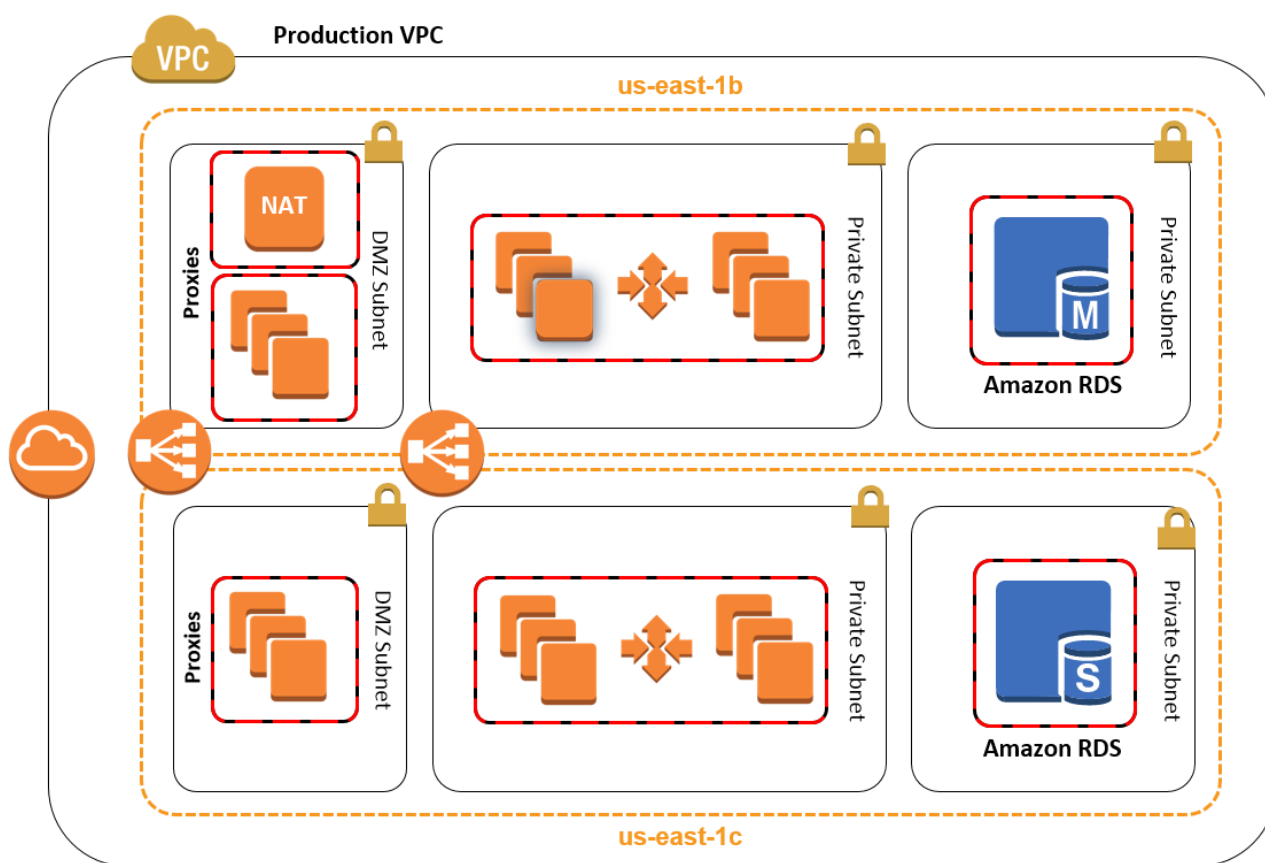 Production VPC
VPC
us-east-1b
Proxies
NAT
DMZ Subnet
Private Subnet
M
Amazon RDS
Private Subnet
Proxies
DMZ Subnet
Private Subnet
S
Amazon RDS
Private Subnet
us-east-1c